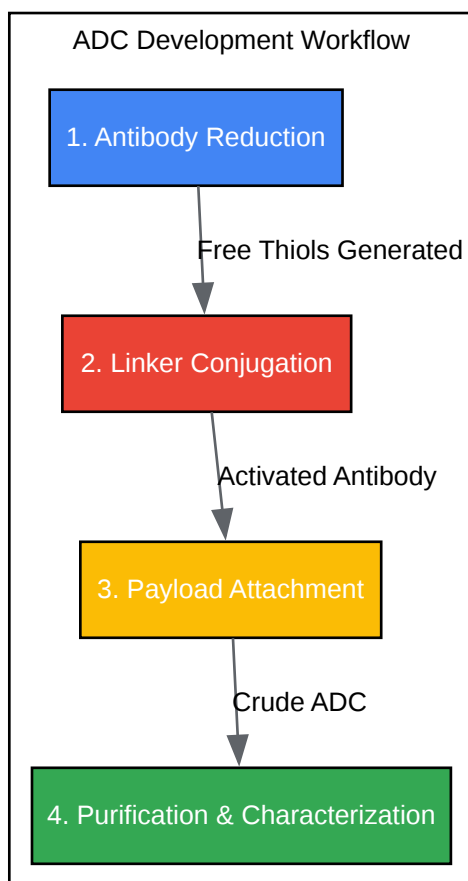 ADC Development Workflow
1. Antibody Reduction
Free Thiols Generated
2. Linker Conjugation
Activated Antibody
3. Payload Attachment
Crude ADC
4. Purification & Characterization